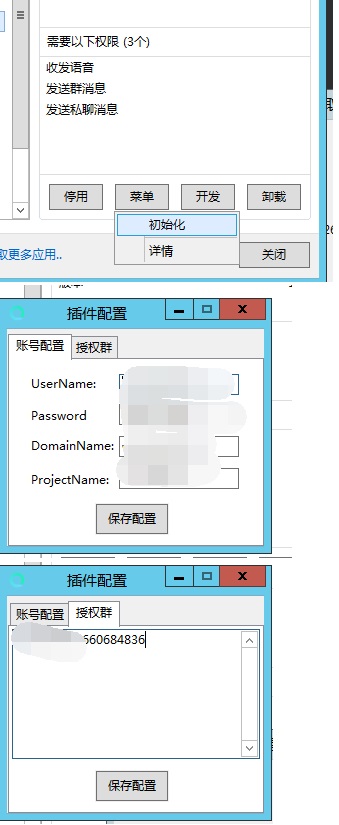 需要以下权限 (3个)
收发语音
发送群消息
发送私聊消息
停用 菜单 开发 卸载
初始化
详情
取更多应用..
关闭
插件配置
账号配置 授权群
UserName:
Password
DomainName:
ProjectName:
保存配置
插件配置
账号配置 授权群
660684836
保存配置